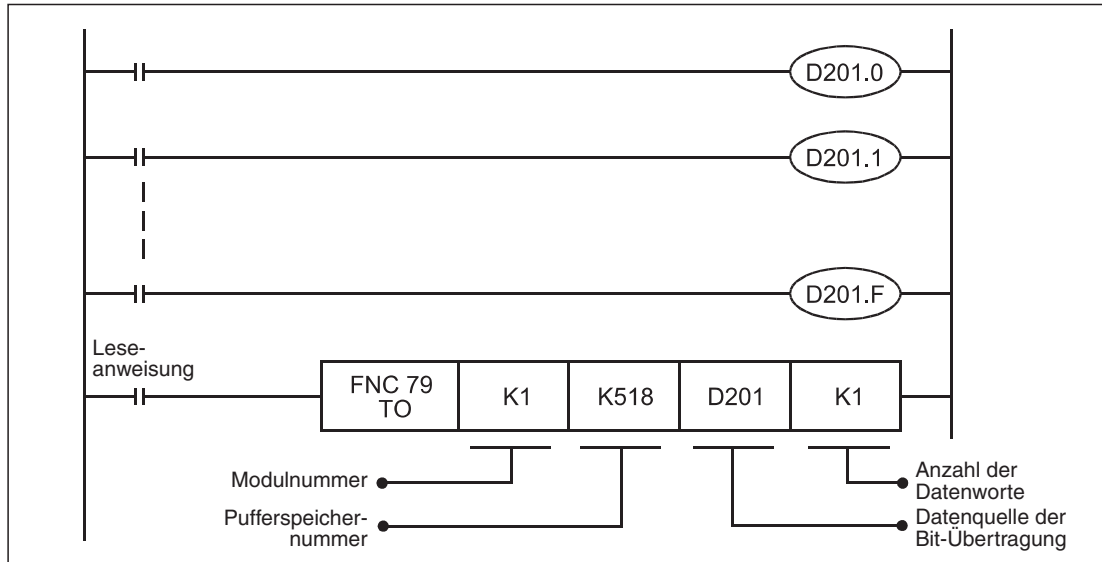 D201.0
D201.1
D201.F
Lese-
anweisung
FNC 79
TO
K1
K518
D201
K1
Modulnummer
Pufferspeicher-
nummer
Anzahl der
Datenworte
Datenquelle der
Bit-Übertragung